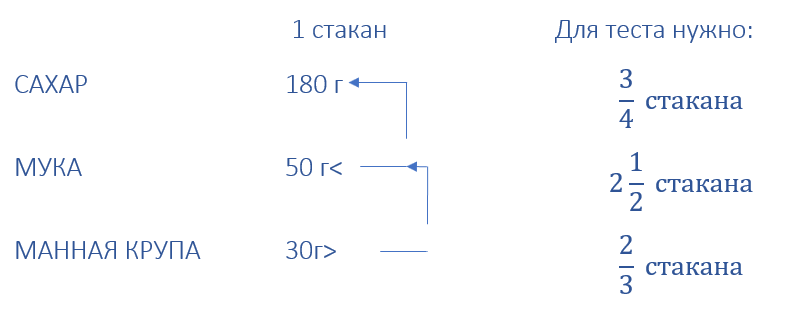 1 стакан Для теста нужно:
САХАР 180 г 3/4 стакана
МУКА 50 г< 2 1/2 стакана
МАННАЯ КРУПА 30г> 2/3 стакана